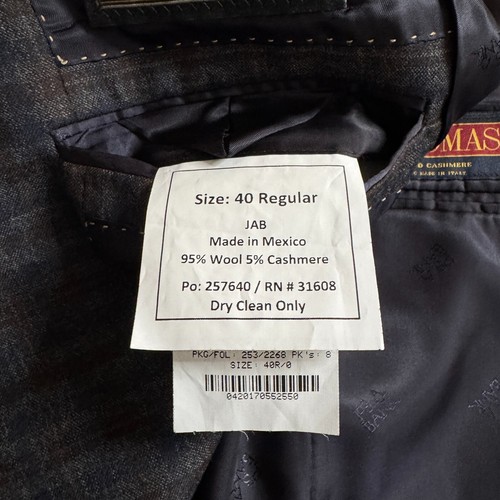 MAS
CASHMERE
MADE IN ITALY
Size: 40 Regular
JAB
Made in Mexico
95% Wool 5% Cashmere
Po: 257640 / RN # 31608
Dry Clean Only
PKG/FOL: 253/2268 PK's: 8
SIZE: 40R/0
0420170552550